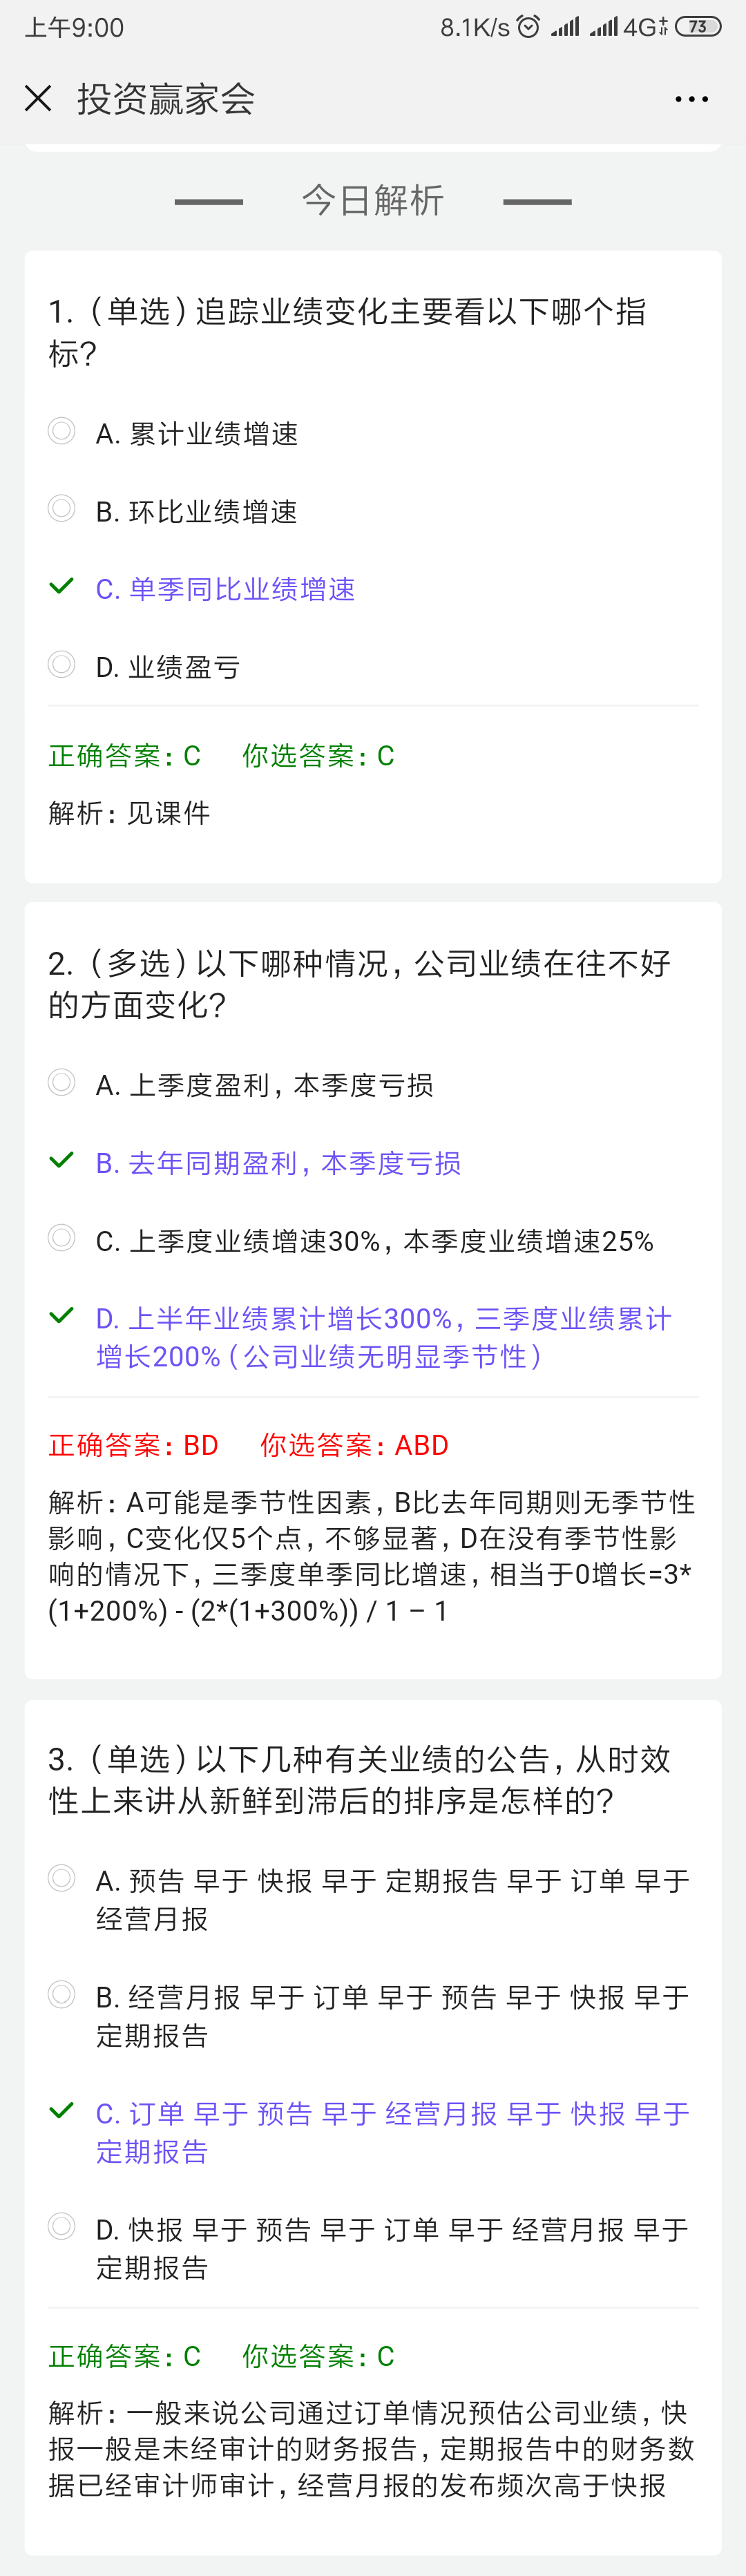 上午9:00
8.1K/s 4G 73
投资赢家会
今日解析
1.（单选）追踪业绩变化主要看以下哪个指
标？
A. 累计业绩增速
B. 环比业绩增速
C. 单季同比业绩增速
D. 业绩盈亏
正确答案：C 你选答案：C
解析：见课件
2.（多选）以下哪种情况，公司业绩在往不好
的方面变化？
A. 上季度盈利，本季度亏损
B. 去年同期盈利，本季度亏损
C. 上季度业绩增速30%，本季度业绩增速25%
D. 上半年业绩累计增长300%，三季度业绩累计
增长200%（公司业绩无明显季节性）
正确答案：BD 你选答案：ABD
解析：A可能是季节性因素，B比去年同期则无季节性
影响，C变化仅5个点，不够显著，D在没有季节性影
响的情况下，三季度单季同比增速，相当于0增长=3*
(1+200%) - (2*(1+300%)) / 1 – 1
3.（单选）以下几种有关业绩的公告，从时效
性上来讲从新鲜到滞后的排序是怎样的？
A. 预告 早于 快报 早于 定期报告 早于 订单 早于
经营月报
B. 经营月报 早于 订单 早于 预告 早于 快报 早于
定期报告
C. 订单 早于 预告 早于 经营月报 早于 快报 早于
定期报告
D. 快报 早于 预告 早于 订单 早于 经营月报 早于
定期报告
正确答案：C 你选答案：C
解析：一般来说公司通过订单情况预估公司业绩，快
报一般是未经审计的财务报告，定期报告中的财务数
据已经审计师审计，经营月报的发布频次高于快报